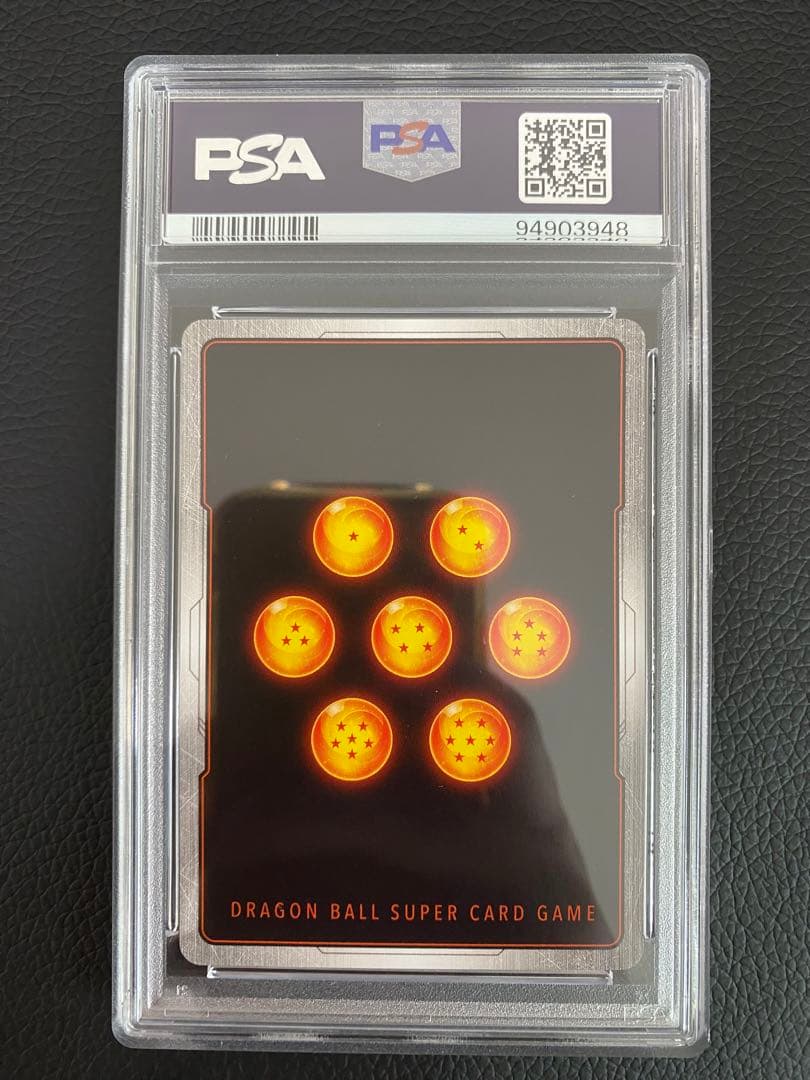 PSA
PSA
94903948
DRAGON BALL SUPER CARD GAME